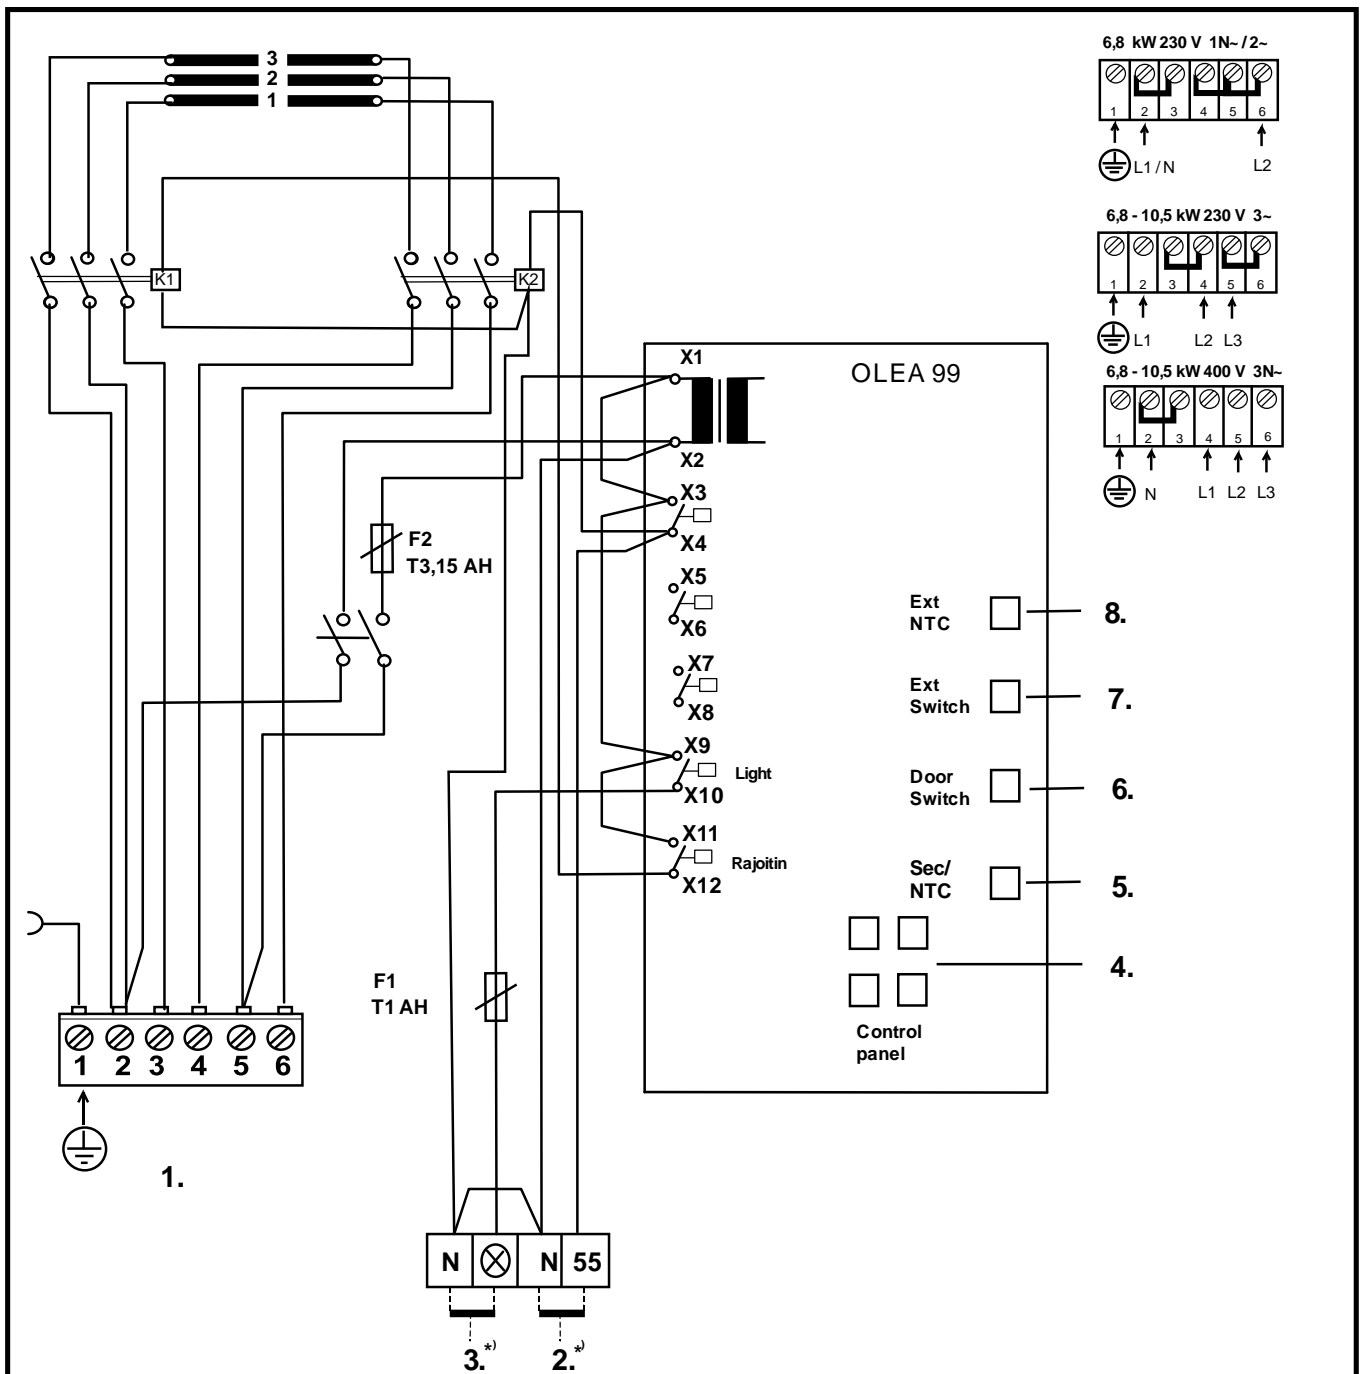 3
2
1
K1
K2
6,8 kW 230 V 1N~ / 2~
1 2 3 4 5 6
L1 / N L2
6,8 - 10,5 kW 230 V 3~
1 2 3 4 5 6
L1 L2 L3
6,8 - 10,5 kW 400 V 3N~
1 2 3 4 5 6
N L1 L2 L3
OLEA 99
X1
X2
X3
X4
X5
X6
X7
X8
X9
Light
X10
X11
Rajoitin
X12
F2
T3,15 AH
Ext
NTC
8.
Ext
Switch
7.
Door
Switch
6.
Sec/
NTC
5.
4.
Control
panel
F1
T1 AH
1 2 3 4 5 6
1.
N N 55
3.*)
2.*)